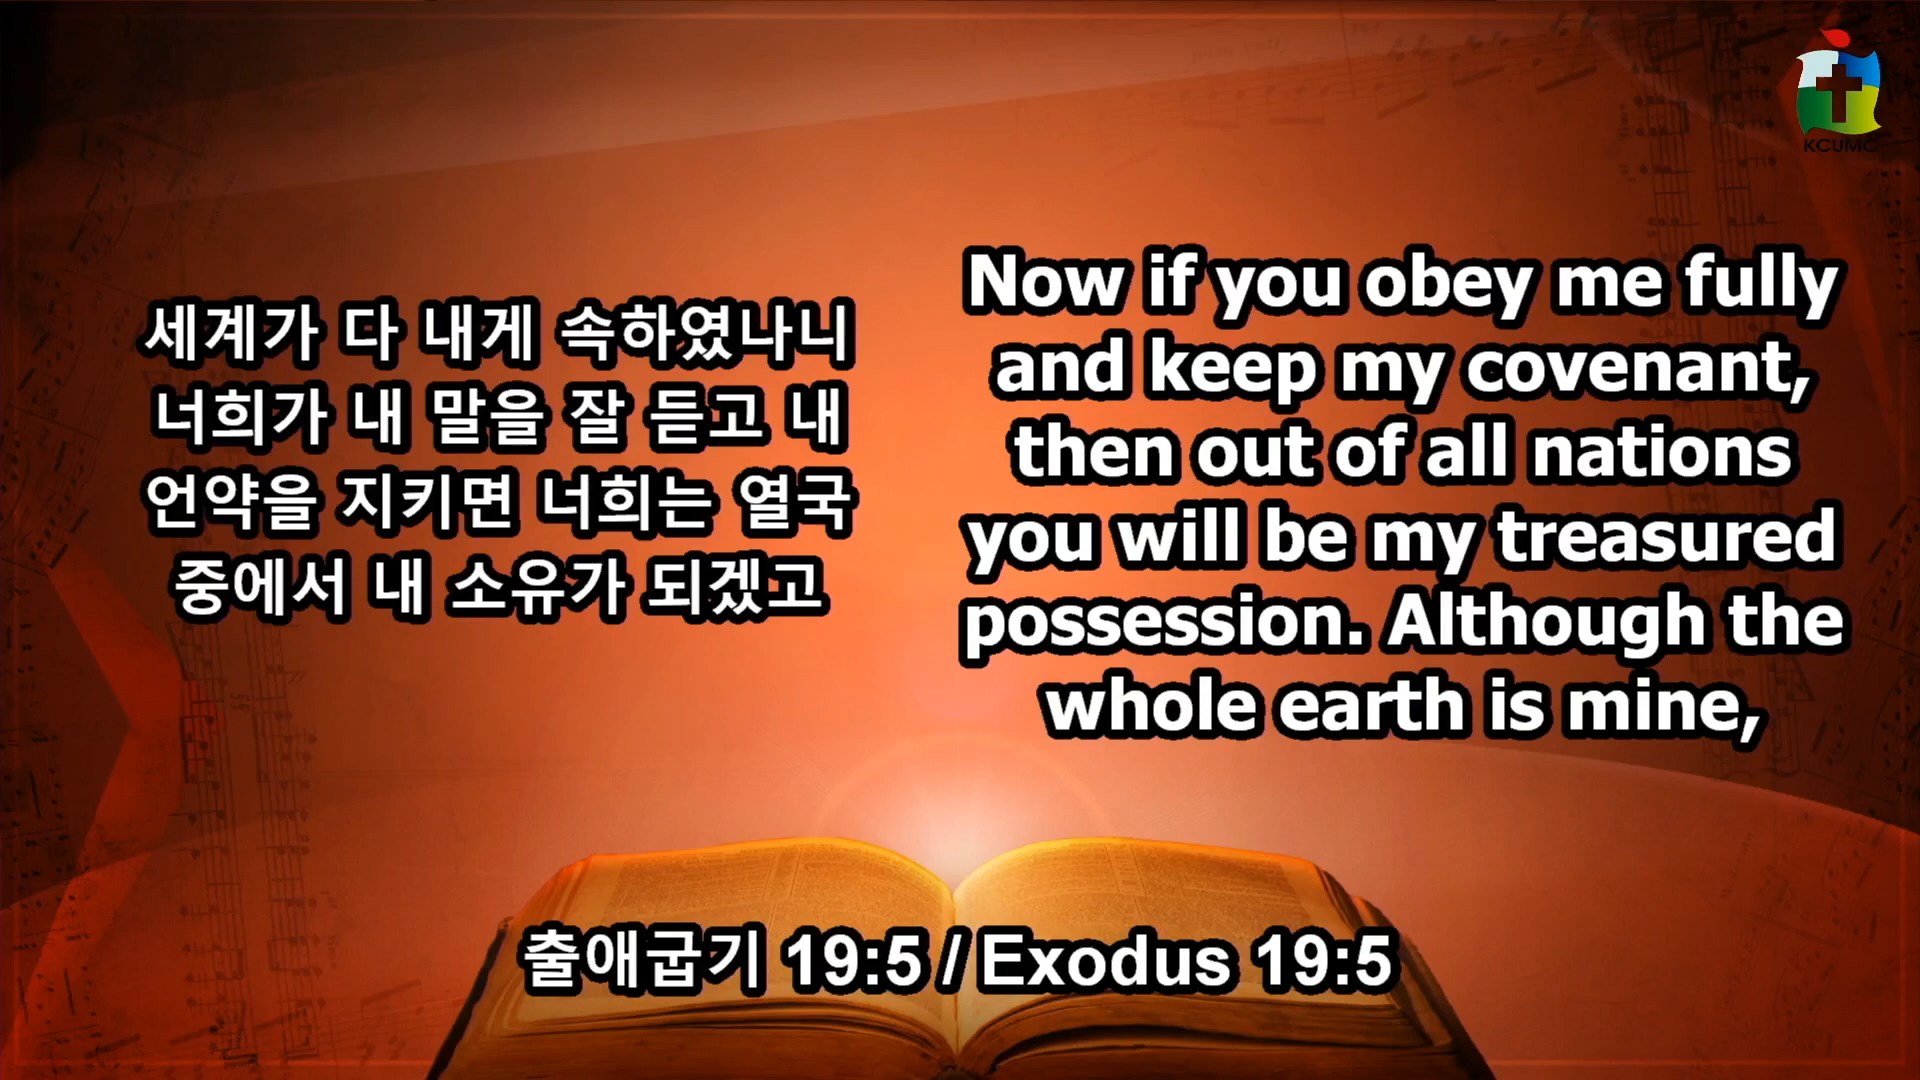 KCUMC
세계가 다 내게 속하였나니
너희가 내 말을 잘 듣고 내
언약을 지키면 너희는 열국
중에서 내 소유가 되겠고
Now if you obey me fully
and keep my covenant,
then out of all nations
you will be my treasured
possession. Although the
whole earth is mine,
출애굽기 19:5 / Exodus 19:5